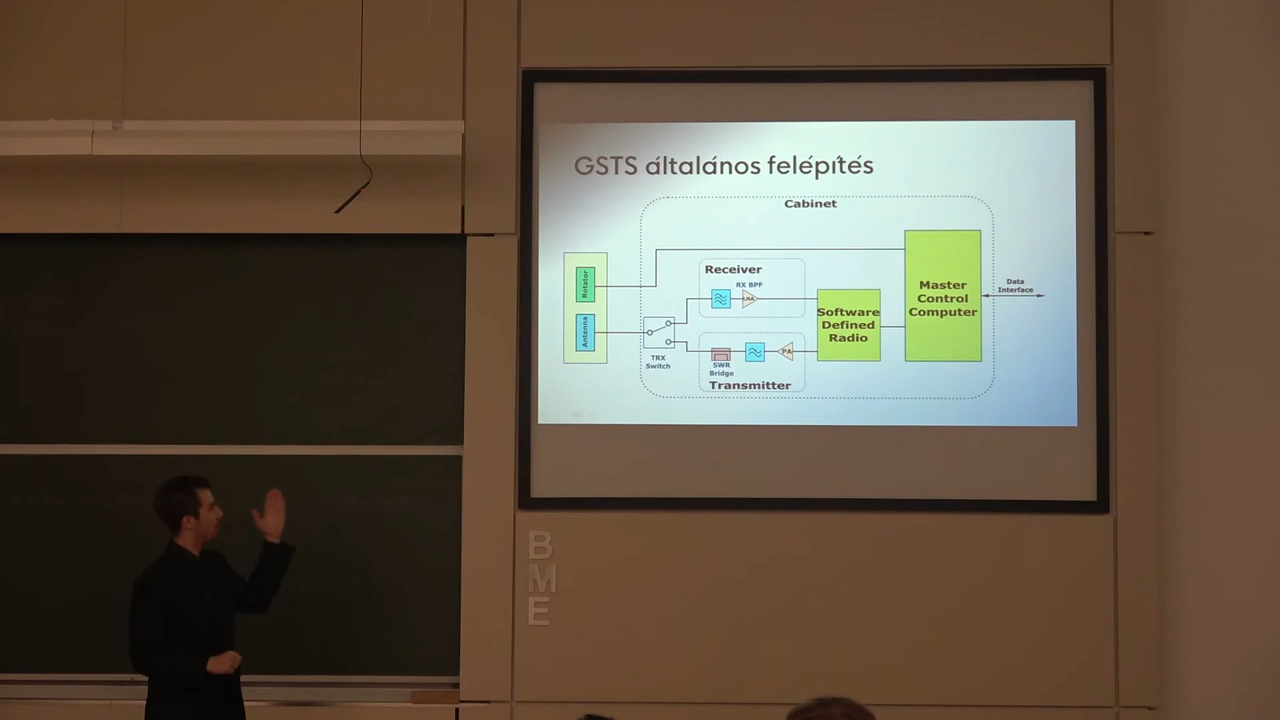 GSTS általános felépítés
Cabinet
Rotator
Antenna
TRX
Switch
Receiver
RX BPF
LNA
SWR
Bridge
PA
Transmitter
Software
Defined
Radio
Master
Control
Computer
Data
Interface
B
M
E